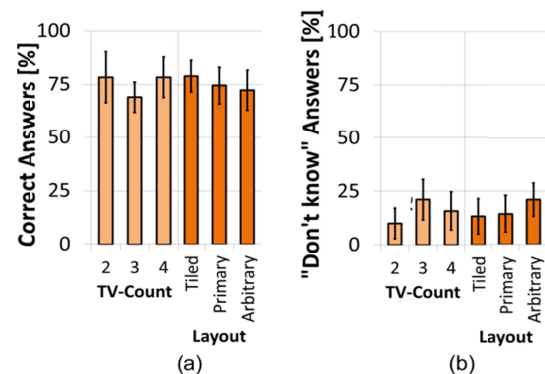 Correct Answers [%]
100
75
50
25
0
2
3
4
Tiled
Primary
Arbitrary
TV-Count
Layout
(a)
"Don't know" Answers [%]
100
75
50
25
0
2
3
4
Tiled
Primary
Arbitrary
TV-Count
Layout
(b)